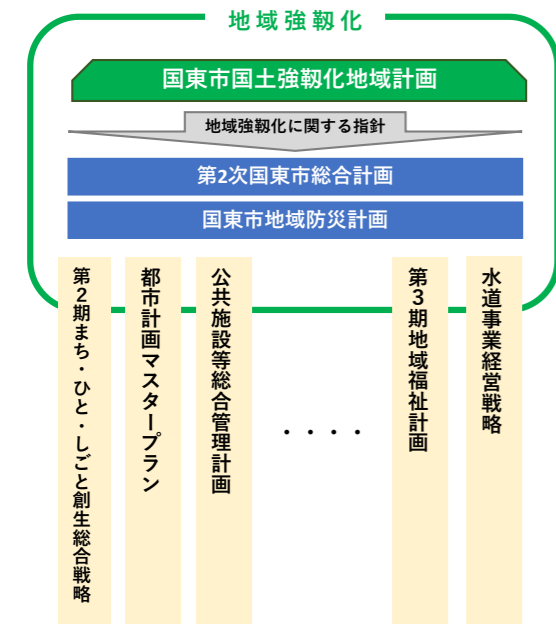 地域強靱化
国東市国土強靱化地域計画
地域強靱化に関する指針
第2次国東市総合計画
国東市地域防災計画
第2期まち・ひと・しごと創生総合戦略
都市計画マスタープラン
公共施設等総合管理計画
・・・・
第3期地域福祉計画
水道事業経営戦略